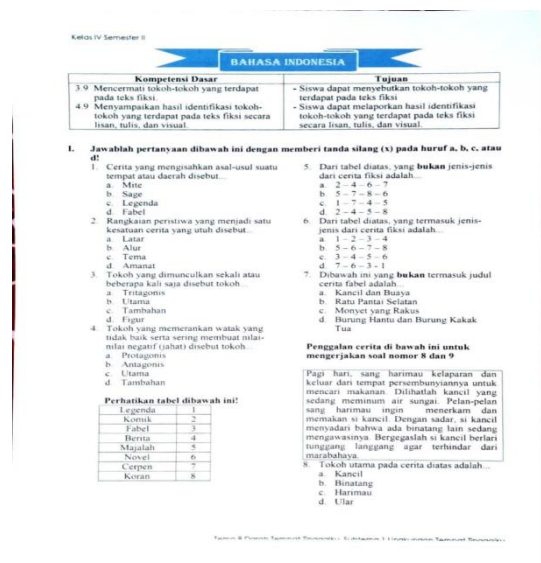 Kelas IV Semester II
BAHASA INDONESIA
Kompetensi Dasar
3.9 Mencermati tokoh-tokoh yang terdapat
pada teks fiksi.
4.9 Menyampaikan hasil identifikasi tokoh-
tokoh yang terdapat pada teks fiksi secara
lisan, tulis, dan visual.
Tujuan
- Siswa dapat menyebutkan tokoh-tokoh yang
terdapat pada teks fiksi
- Siswa dapat melaporkan hasil identifikasi
tokoh-tokoh yang terdapat pada teks fiksi
secara lisan, tulis, dan visual.
I. Jawablah pertanyaan dibawah ini dengan memberi tanda silang (x) pada huruf a, b, c, atau
d!
1. Cerita yang mengisahkan asal-usul suatu
tempat atau daerah disebut...
a. Mite
b. Sage
c. Legenda
d. Fabel
2. Rangkaian peristiwa yang menjadi satu
kesatuan cerita yang utuh disebut...
a. Latar
b. Alur
c. Tema
d. Amanat
3. Tokoh yang dimunculkan sekali atau
beberapa kali saja disebut tokoh...
a. Tritagonis
b. Utama
c. Tambahan
d. Figur
4. Tokoh yang memerankan watak yang
tidak baik serta sering membuat nilai-
nilai negatif (jahat) disebut tokoh...
a. Protagonis
b. Antagonis
c. Utama
d. Tambahan
Perhatikan tabel dibawah ini!
Legenda 1
Komik 2
Fabel 3
Berita 4
Majalah 5
Novel 6
Cerpen 7
Koran 8
5. Dari tabel diatas, yang bukan jenis-jenis
dari cerita fiksi adalah...
a. 2 – 4 – 6 – 7
b. 5 – 7 – 8 – 6
c. 1 – 7 – 4 – 5
d. 2 – 4 – 5 – 8
6. Dari tabel diatas, yang termasuk jenis-
jenis dari cerita fiksi adalah...
a. 1 – 2 – 3 – 4
b. 5 – 6 – 7 – 8
c. 3 – 4 – 5 – 6
d. 7 – 6 – 3 - 1
7. Dibawah ini yang bukan termasuk judul
cerita fabel adalah...
a. Kancil dan Buaya
b. Ratu Pantai Selatan
c. Monyet yang Rakus
d. Burung Hantu dan Burung Kakak
Tua
Penggalan cerita di bawah ini untuk
mengerjakan soal nomor 8 dan 9
Pagi hari, sang harimau kelaparan dan
keluar dari tempat persembunyiannya untuk
mencari makanan. Dilihatlah kancil yang
sedang meminum air sungai. Pelan-pelan
sang harimau ingin menerkam dan
memakan si kancil. Dengan sadar, si kancil
menyadari bahwa ada binatang lain sedang
mengawasinya. Bergegaslah si kancil berlari
tunggang langgang agar terhindar dari
marabahaya.
8. Tokoh utama pada cerita diatas adalah...
a. Kancil
b. Binatang
c. Harimau
d. Ular